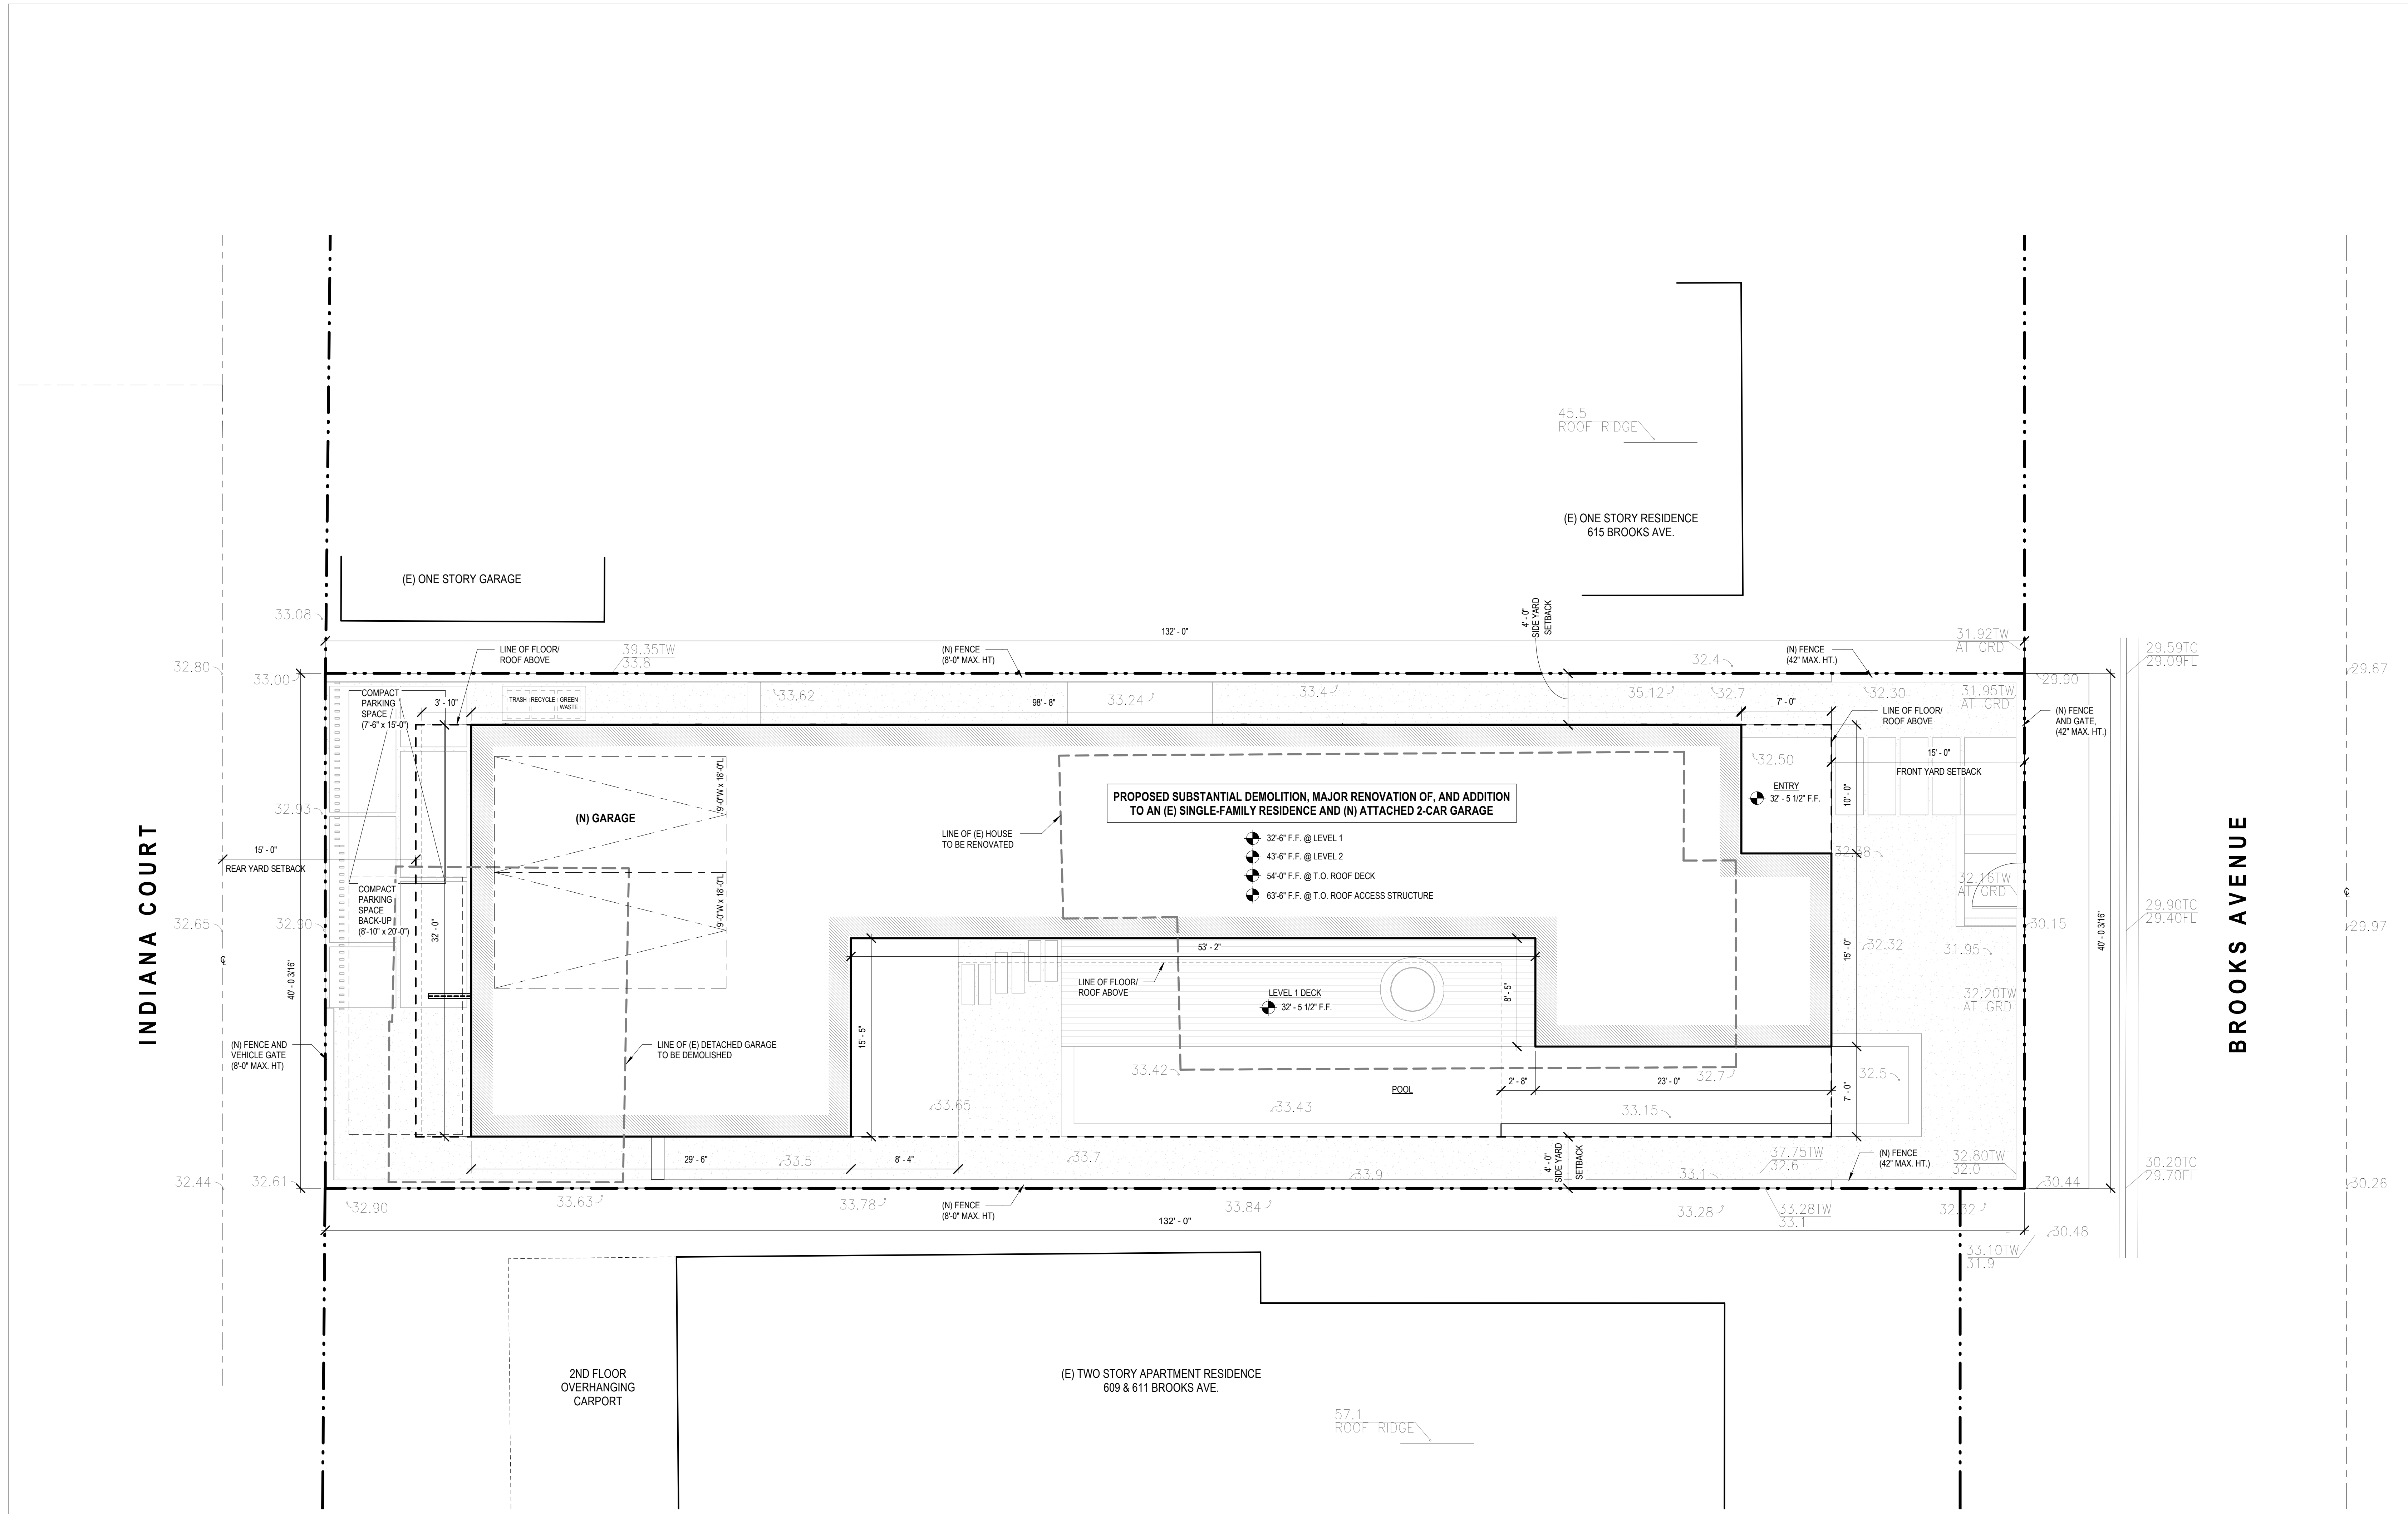 45.5
ROOF RIDGE
(E) ONE STORY RESIDENCE
615 BROOKS AVE.
(E) ONE STORY GARAGE
33.08
4' - 0"
SIDE YARD
SETBACK
132' - 0"
31.92TW
AT GRD
29.59TC
29.09FL
LINE OF FLOOR/
ROOF ABOVE
39.35TW
33.8
(N) FENCE
(8'-0" MAX. HT)
32.4
(N) FENCE
(42" MAX. HT.)
32.80
33.00
29.90
29.67
COMPACT
PARKING
SPACE
(7'-6" x 15'-0")
3' - 10"
TRASH
RECYCLE
GREEN
WASTE
33.62
98' - 8"
33.24
33.4
35.12
32.7
7' - 0"
32.30
31.95TW
AT GRD
LINE OF FLOOR/
ROOF ABOVE
(N) FENCE
AND GATE,
(42" MAX. HT.)
15' - 0"
FRONT YARD SETBACK
32.50
ENTRY
32' - 5 1/2" F.F.
10' - 0"
9'-0"W x 18'-0"L
(N) GARAGE
PROPOSED SUBSTANTIAL DEMOLITION, MAJOR RENOVATION OF, AND ADDITION
TO AN (E) SINGLE-FAMILY RESIDENCE AND (N) ATTACHED 2-CAR GARAGE
32.93
LINE OF (E) HOUSE
TO BE RENOVATED
32'-6" F.F. @ LEVEL 1
43'-6" F.F. @ LEVEL 2
54'-0" F.F. @ T.O. ROOF DECK
63'-6" F.F. @ T.O. ROOF ACCESS STRUCTURE
INDIANA COURT
15' - 0"
REAR YARD SETBACK
COMPACT
PARKING
SPACE
BACK-UP
(8'-10" x 20'-0")
32' - 0"
9'-0"W x 18'-0"L
32.38
32.16TW
AT GRD
BROOKS AVENUE
29.90TC
29.40FL
32.65
32.90
30.15
29.97
40' - 0 3/16"
53' - 2"
15' - 0"
32.32
31.95
40' - 0 3/16"
LINE OF FLOOR/
ROOF ABOVE
LEVEL 1 DECK
32' - 5 1/2" F.F.
8' - 5"
32.20TW
AT GRD
(N) FENCE AND
VEHICLE GATE
(8'-0" MAX. HT)
LINE OF (E) DETACHED GARAGE
TO BE DEMOLISHED
15' - 5"
33.42
32.7
32.5
POOL
2' - 8"
23' - 0"
7' - 0"
33.65
33.43
33.15
29' - 6"
33.5
8' - 4"
33.7
33.9
4' - 0"
SIDE YARD
SETBACK
33.1
37.75TW
32.6
(N) FENCE
(42" MAX. HT.)
32.80TW
32.0
30.20TC
29.70FL
32.44
32.61
30.44
30.26
32.90
33.63
33.78
(N) FENCE
(8'-0" MAX. HT)
33.84
33.28
33.28TW
33.1
32.32
132' - 0"
30.48
33.10TW
31.9
2ND FLOOR
OVERHANGING
CARPORT
(E) TWO STORY APARTMENT RESIDENCE
609 & 611 BROOKS AVE.
57.1
ROOF RIDGE